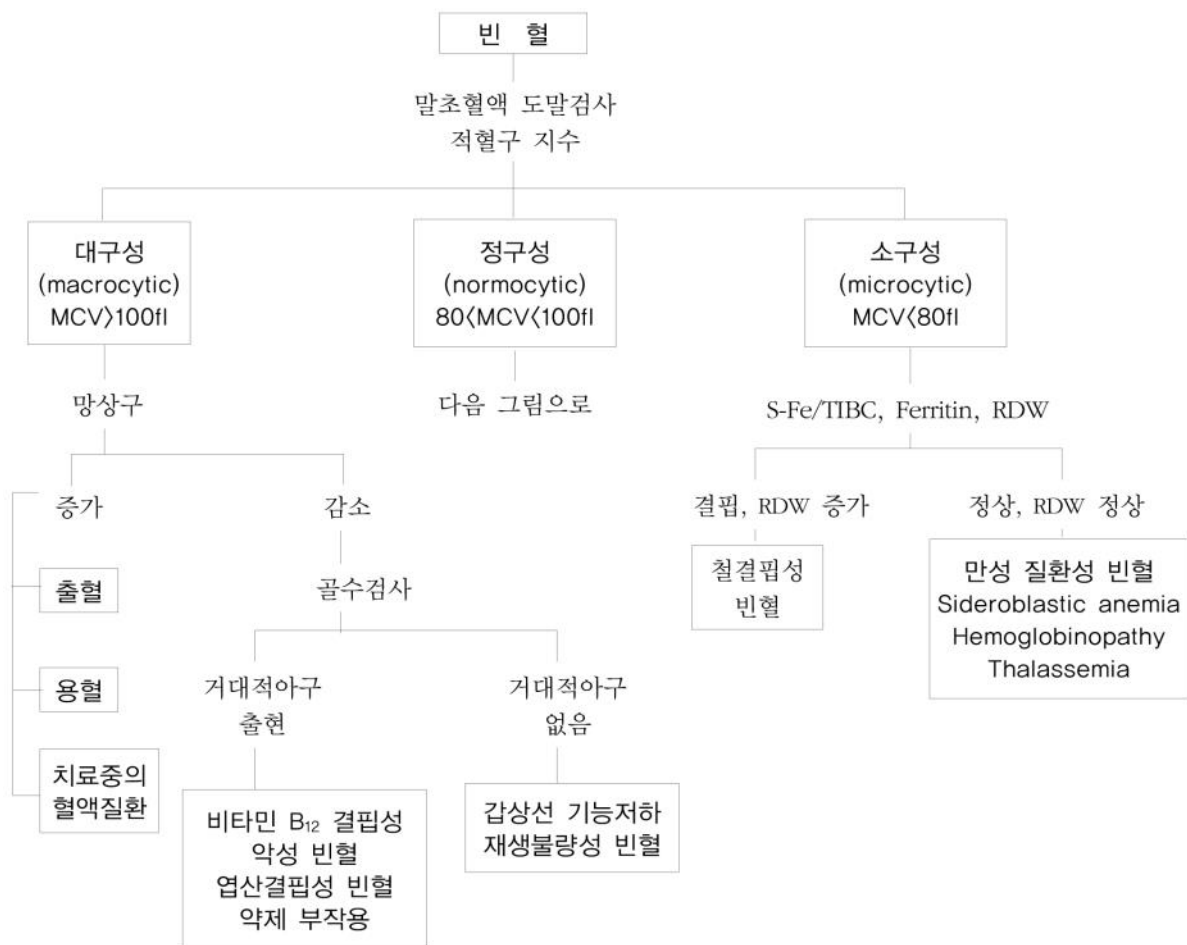 빈 혈
말초혈액 도말검사
적혈구 지수
대구성
(macrocytic)
MCV>100fl
정구성
(normocytic)
80<MCV<100fl
소구성
(microcytic)
MCV<80fl
망상구
다음 그림으로
S-Fe/TIBC, Ferritin, RDW
증가
감소
결핍, RDW 증가
정상, RDW 정상
출혈
용혈
치료중의
혈액질환
골수검사
철결핍성
빈혈
만성 질환성 빈혈
Sideroblastic anemia
Hemoglobinopathy
Thalassemia
거대적아구
출현
거대적아구
없음
비타민 B₁₂ 결핍성
악성 빈혈
엽산결핍성 빈혈
약제 부작용
갑상선 기능저하
재생불량성 빈혈